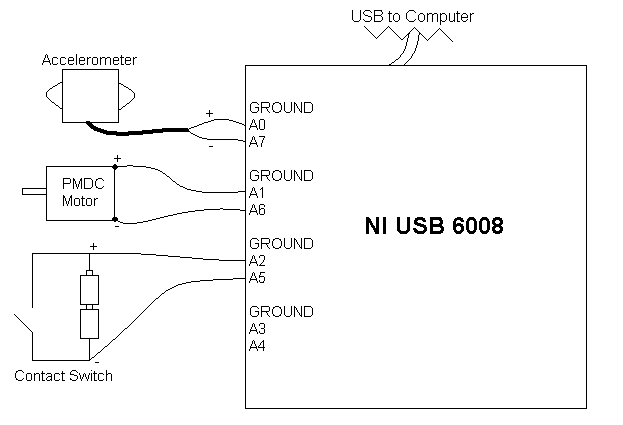 USB to Computer
Accelerometer
+
-
GROUND
A0
A7
PMDC
Motor
+
-
GROUND
A1
A6
NI USB 6008
+
-
GROUND
A2
A5
GROUND
A3
A4
Contact Switch